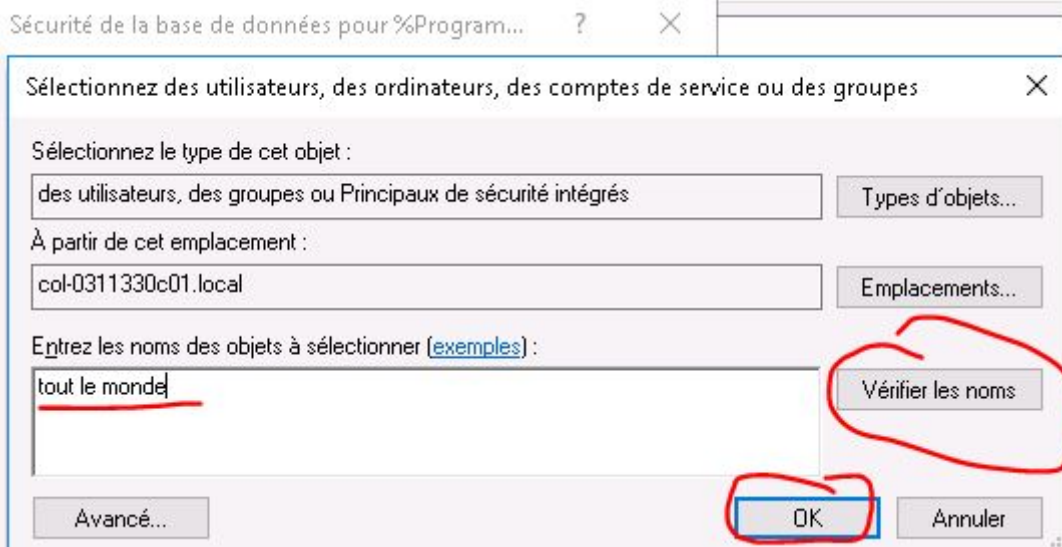 Sécurité de la base de données pour %Program... ?
Sélectionnez des utilisateurs, des ordinateurs, des comptes de service ou des groupes
Sélectionnez le type de cet objet :
des utilisateurs, des groupes ou Principaux de sécurité intégrés
Types d'objets...
À partir de cet emplacement :
col-0311330c01.local
Emplacements...
Entrez les noms des objets à sélectionner (exemples) :
tout le monde
Vérifier les noms
Avancé...
OK
Annuler